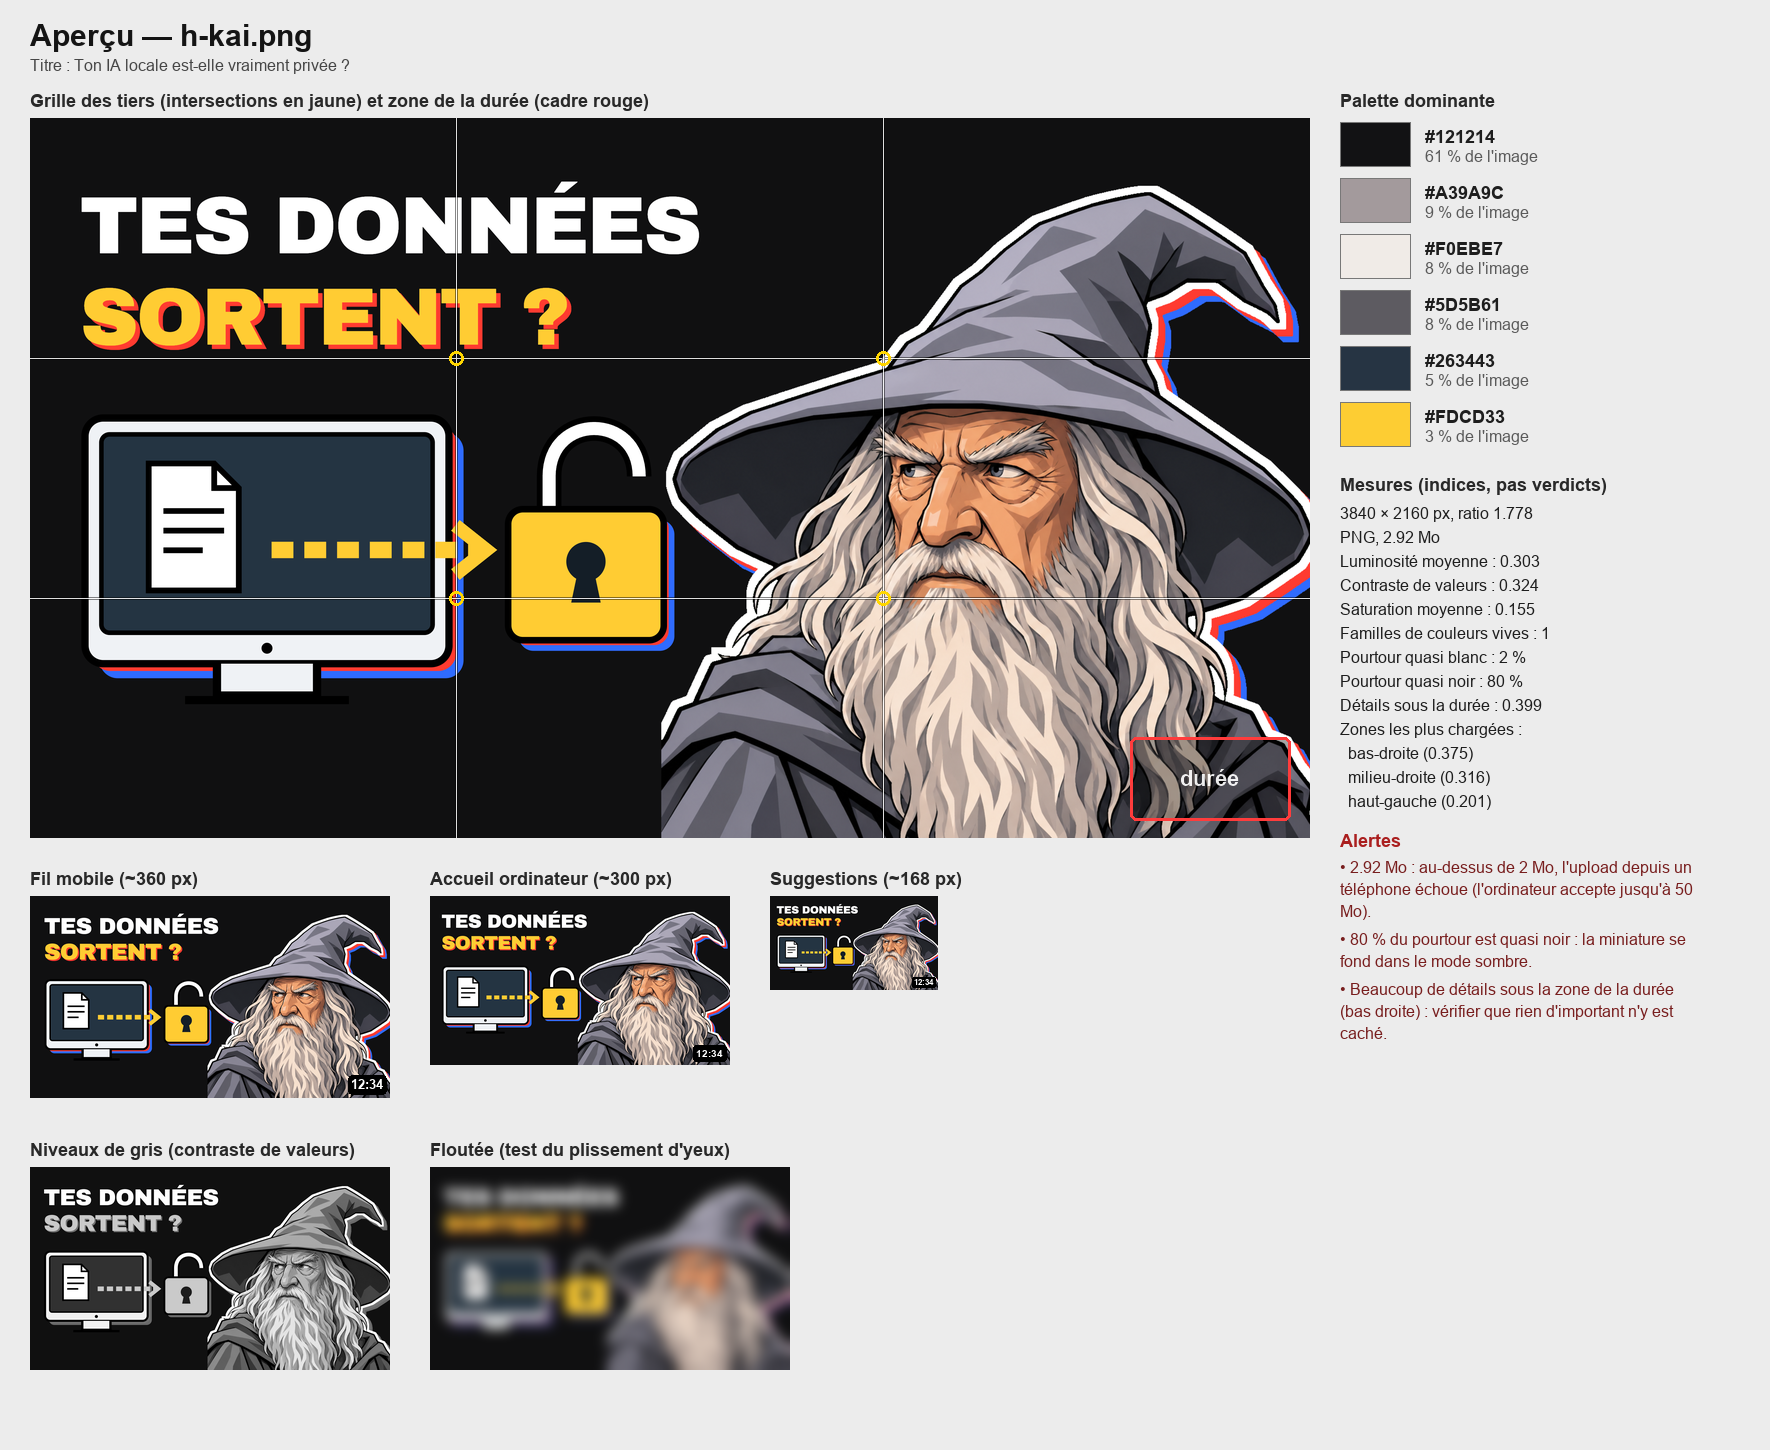 Aperçu — h-kai.png
Titre : Ton IA locale est-elle vraiment privée ?
Grille des tiers (intersections en jaune) et zone de la durée (cadre rouge)
TES DONNÉES
SORTENT ?
durée
Palette dominante
#121214
61 % de l'image
#A39A9C
9 % de l'image
#F0EBE7
8 % de l'image
#5D5B61
8 % de l'image
#263443
5 % de l'image
#FDCD33
3 % de l'image
Mesures (indices, pas verdicts)
3840 × 2160 px, ratio 1.778
PNG, 2.92 Mo
Luminosité moyenne : 0.303
Contraste de valeurs : 0.324
Saturation moyenne : 0.155
Familles de couleurs vives : 1
Pourtour quasi blanc : 2 %
Pourtour quasi noir : 80 %
Détails sous la durée : 0.399
Zones les plus chargées :
bas-droite (0.375)
milieu-droite (0.316)
haut-gauche (0.201)
Alertes
• 2.92 Mo : au-dessus de 2 Mo, l'upload depuis un
téléphone échoue (l'ordinateur accepte jusqu'à 50
Mo).
• 80 % du pourtour est quasi noir : la miniature se
fond dans le mode sombre.
• Beaucoup de détails sous la zone de la durée
(bas droite) : vérifier que rien d'important n'y est
caché.
Fil mobile (~360 px)
TES DONNÉES
SORTENT ?
12:34
Accueil ordinateur (~300 px)
TES DONNÉES
SORTENT ?
12:34
Suggestions (~168 px)
TES DONNÉES
SORTENT ?
12:34
Niveaux de gris (contraste de valeurs)
TES DONNÉES
SORTENT ?
Floutée (test du plissement d'yeux)
TES DONNÉES
SORTENT ?